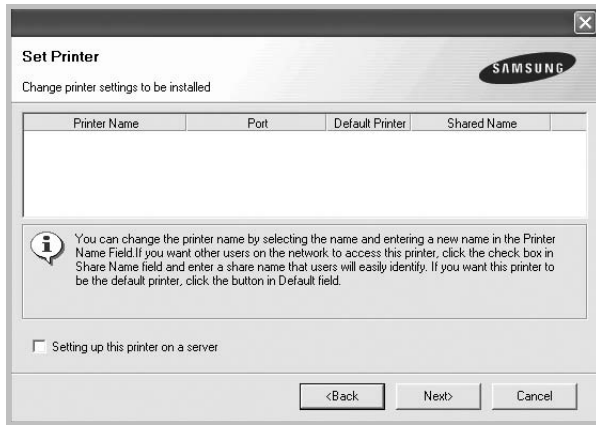 Set Printer
SAMSUNG
Change printer settings to be installed
Printer Name Port Default Printer Shared Name
You can change the printer name by selecting the name and entering a new name in the Printer
Name Field.If you want other users on the network to access this printer, click the check box in
Share Name field and enter a share name that users will easily identify. If you want this printer to
be the default printer, click the button in Default field.
Setting up this printer on a server
<Back Next> Cancel